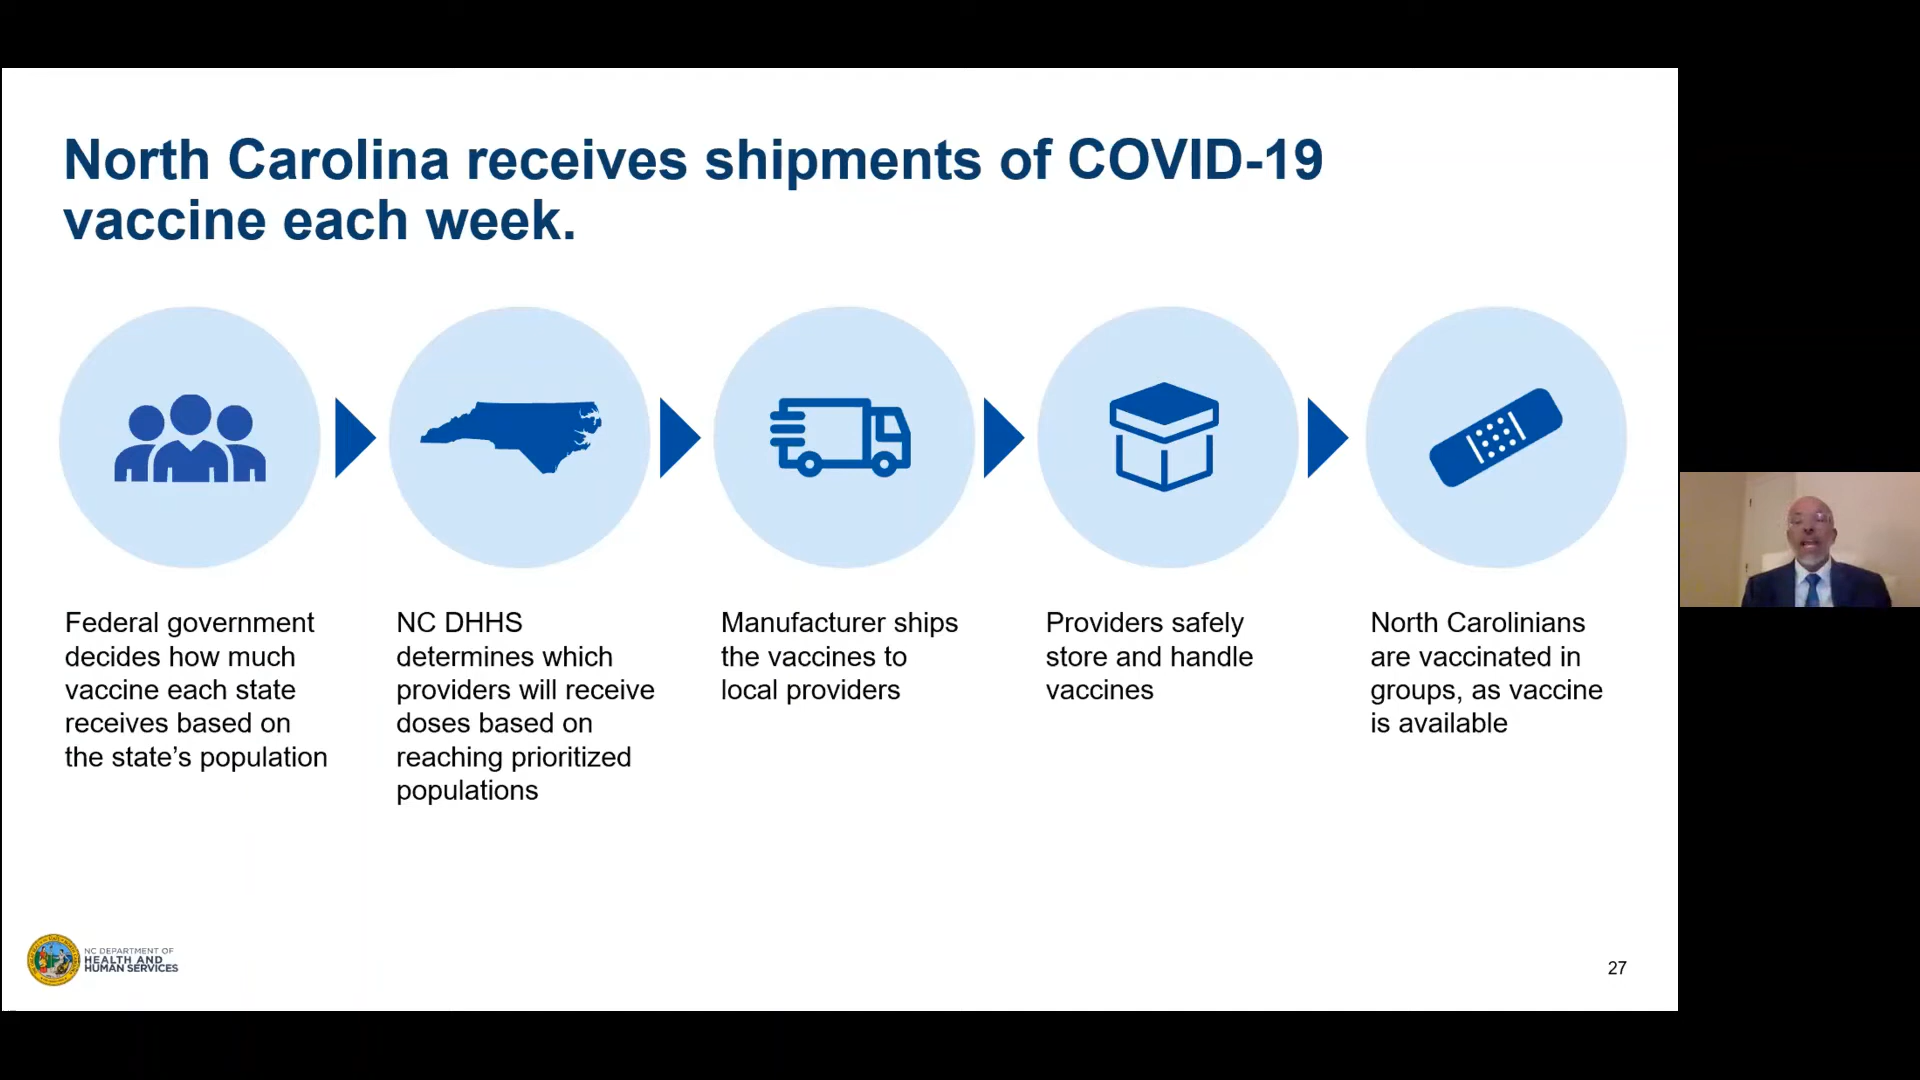 North Carolina receives shipments of COVID-19
vaccine each week.
Federal government
decides how much
vaccine each state
receives based on
the state’s population
NC DHHS
determines which
providers will receive
doses based on
reaching prioritized
populations
Manufacturer ships
the vaccines to
local providers
Providers safely
store and handle
vaccines
North Carolinians
are vaccinated in
groups, as vaccine
is available
NC DEPARTMENT OF
HEALTH AND
HUMAN SERVICES
27